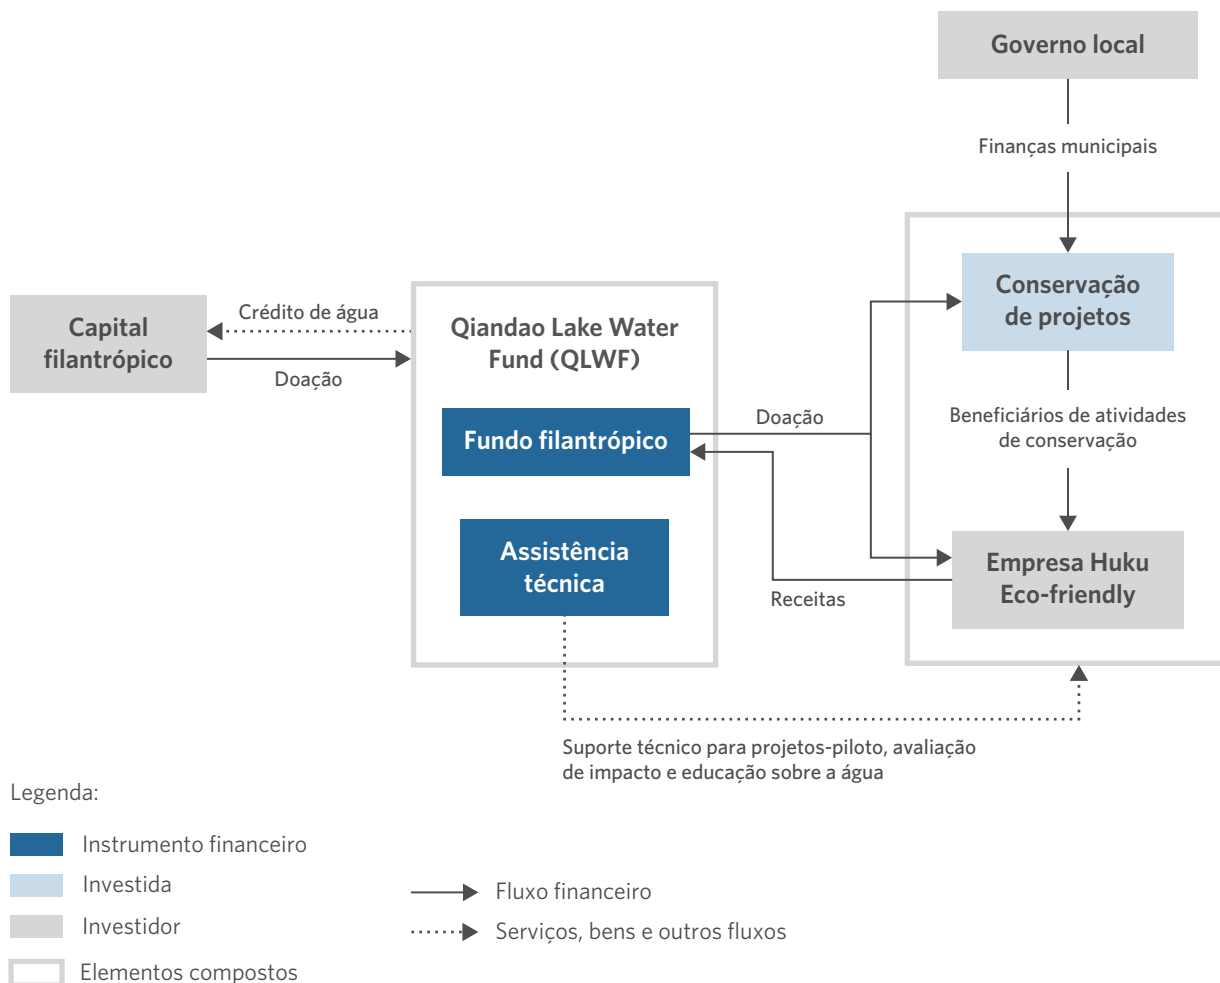 Governo local
Finanças municipais
Conservação
de projetos
Capital
filantrópico
Crédito de água
Doação
Qiandao Lake Water
Fund (QLWF)
Fundo filantrópico
Doação
Beneficiários de atividades
de conservação
Assistência
técnica
Empresa Huku
Eco-friendly
Receitas
Suporte técnico para projetos-piloto, avaliação
de impacto e educação sobre a água
Legenda:
Instrumento financeiro
Investida
Investidor
Elementos compostos
Fluxo financeiro
Serviços, bens e outros fluxos